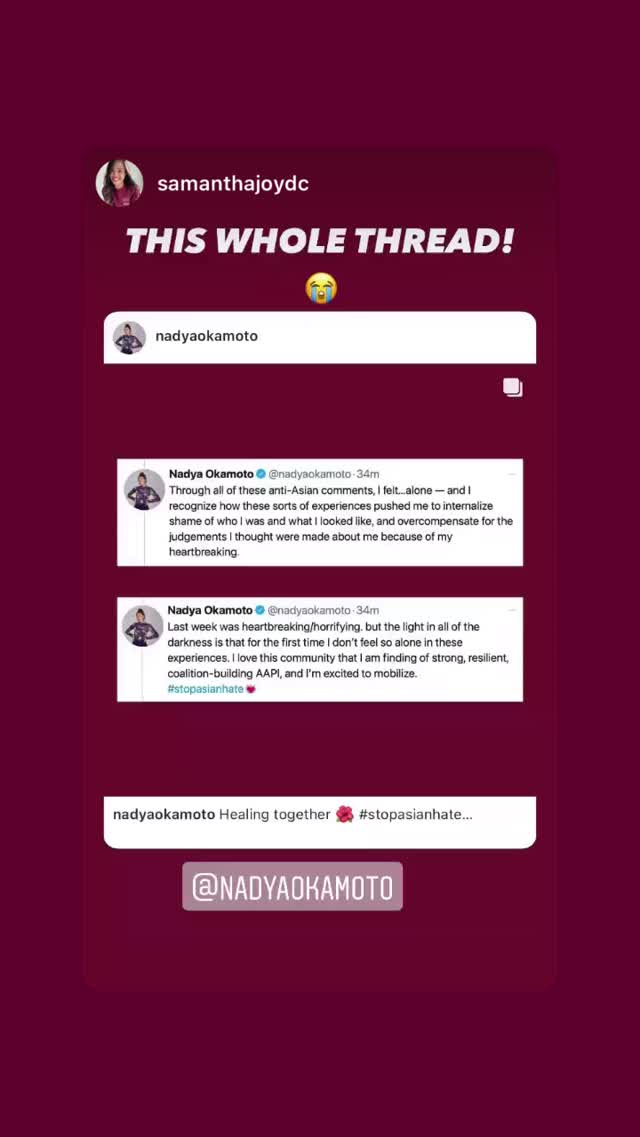 samanthajoydc
THIS WHOLE THREAD!
nadyaokamoto
Nadya Okamoto @nadyaokamoto · 34m
Through all of these anti-Asian comments, I felt...alone — and I
recognize how these sorts of experiences pushed me to internalize
shame of who I was and what I looked like, and overcompensate for the
judgements I thought were made about me because of my
heartbreaking.
Nadya Okamoto @nadyaokamoto · 34m
Last week was heartbreaking/horrifying. but the light in all of the
darkness is that for the first time I don't feel so alone in these
experiences. I love this community that I am finding of strong, resilient,
coalition-building AAPI, and I'm excited to mobilize.
#stopasianhate
nadyaokamoto Healing together 🌺 #stopasianhate...
@NADYAOKAMOTO